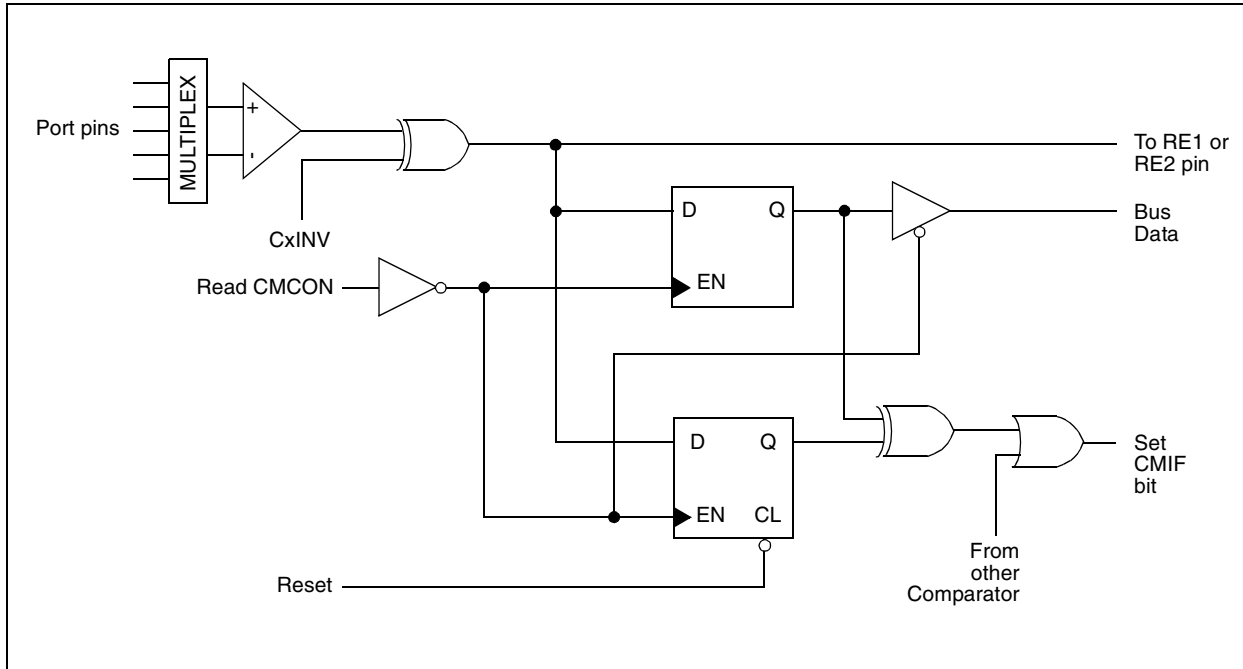 MULTIPLEX
Port pins
+
-
CxINV
Read CMCON
D
Q
EN
To RE1 or
RE2 pin
Bus
Data
D
Q
EN
CL
Reset
Set
CMIF
bit
From
other
Comparator